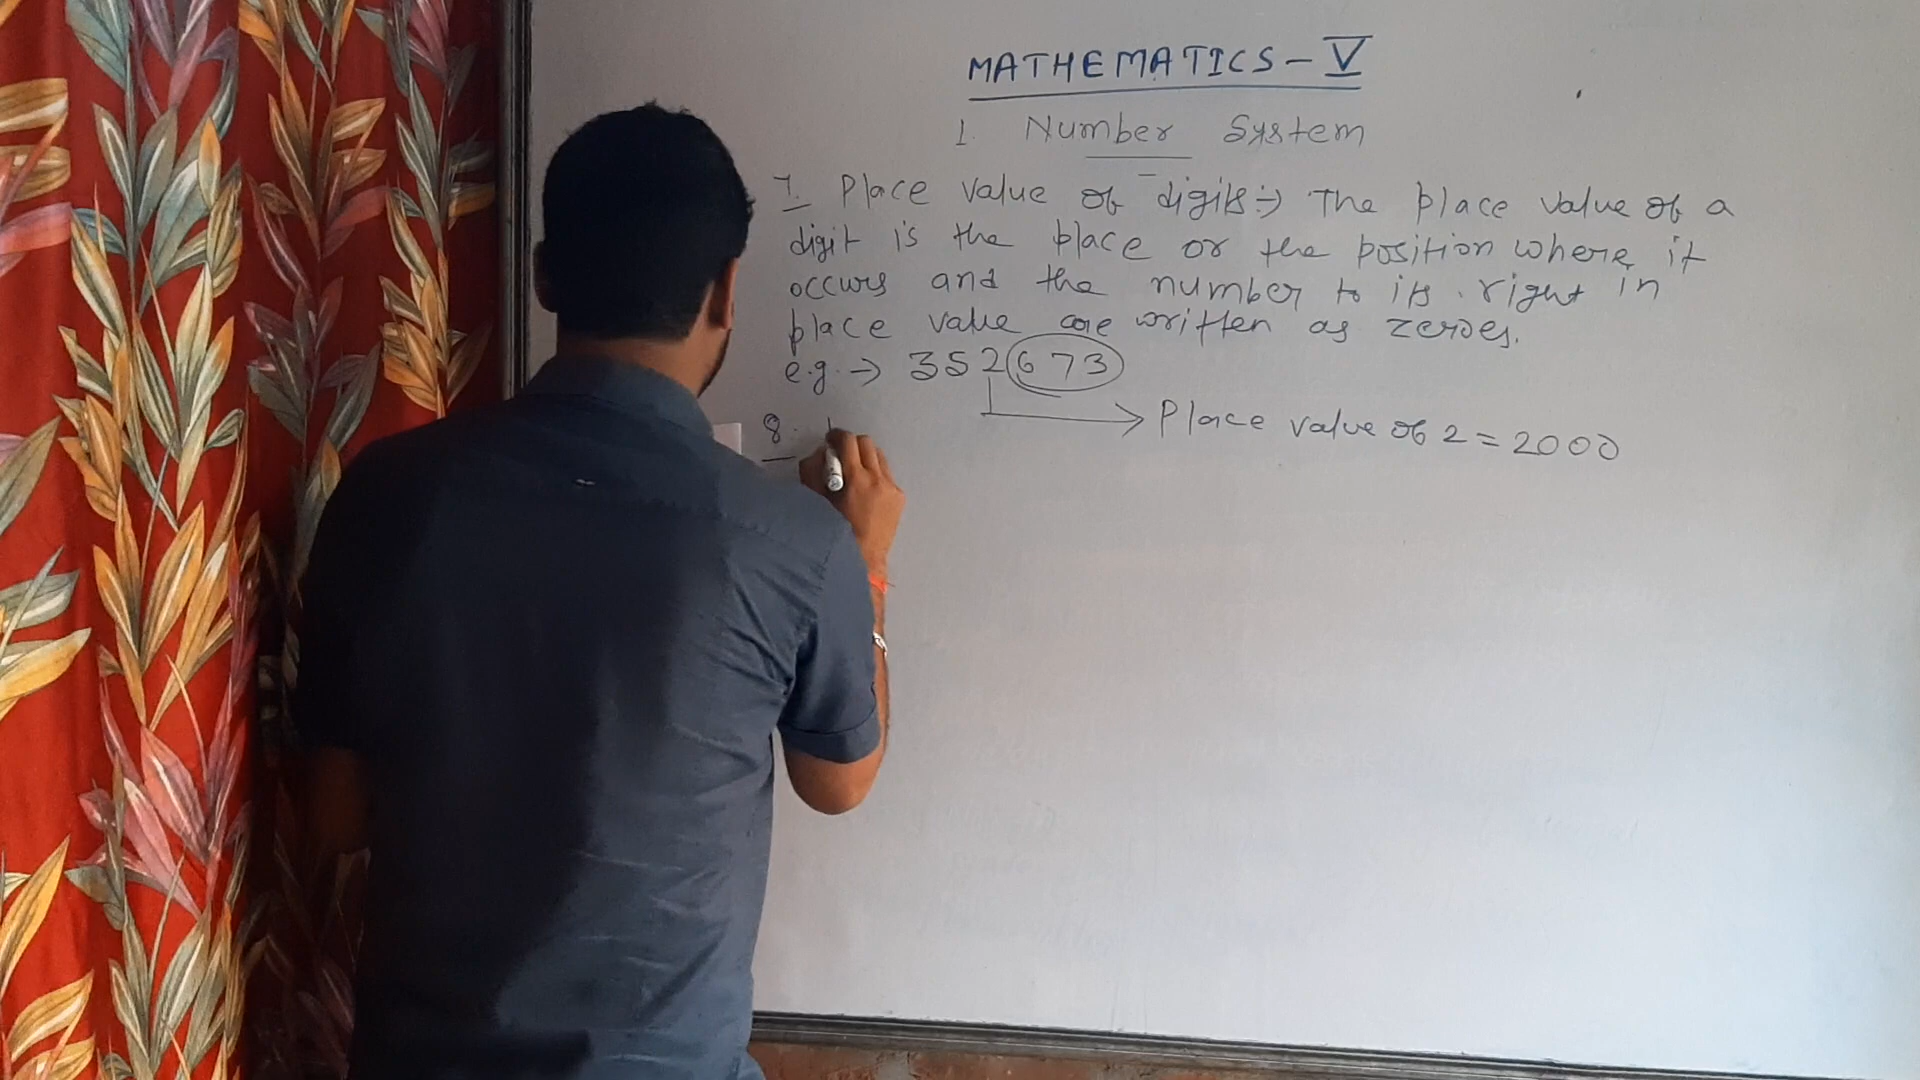 MATHEMATICS - V
1. Number System
7. Place value of digits :→ The place value of a
digit is the place or the position where it
occurs and the number to its right in
place value are written as zeroes.
e.g. → 352673
→ Place value of 2 = 2000
8.